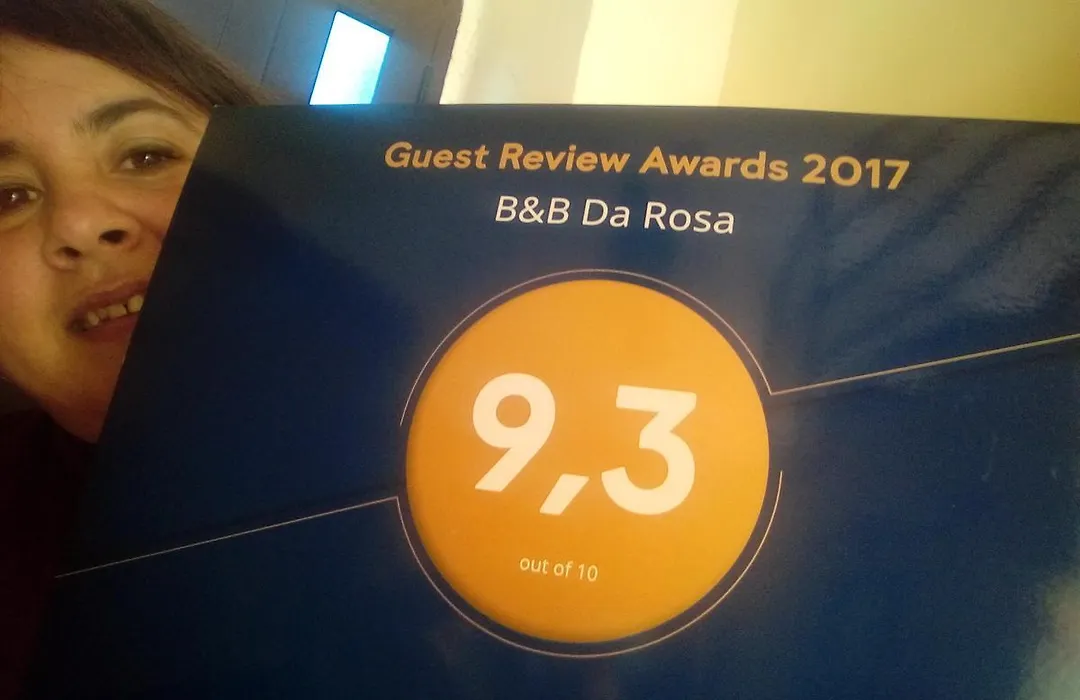 Guest Review Awards 2017
B&B Da Rosa
9,3
out of 10